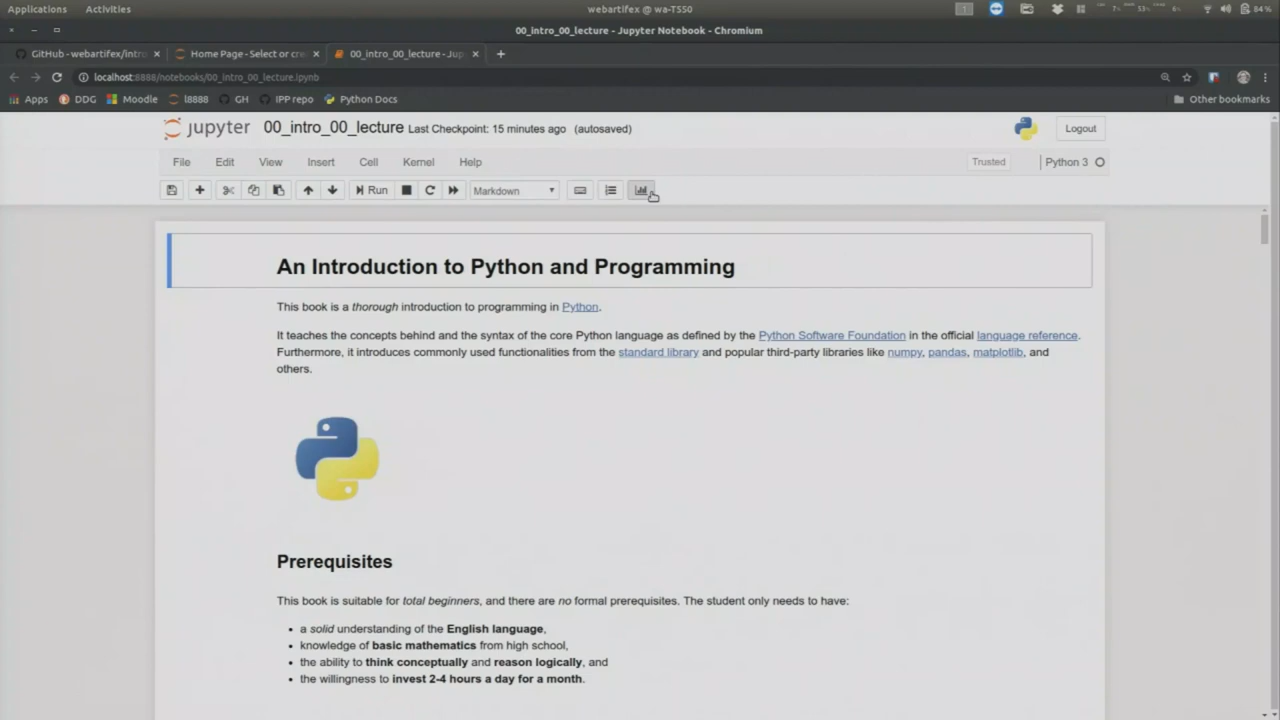 Applications Activities webartifex @ wa-T550 1 7% 53% 6% 84 %
00_intro_00_lecture - Jupyter Notebook - Chromium
GitHub - webartifex/intro × Home Page - Select or cre × 00_intro_00_lecture - Jup ×
localhost:8888/notebooks/00_intro_00_lecture.ipynb
Apps DDG Moodle l8888 GH IPP repo Python Docs Other bookmarks
jupyter 00_intro_00_lecture Last Checkpoint: 15 minutes ago (autosaved) Logout
File Edit View Insert Cell Kernel Help Trusted Python 3
Run Markdown
An Introduction to Python and Programming
This book is a thorough introduction to programming in Python.
It teaches the concepts behind and the syntax of the core Python language as defined by the Python Software Foundation in the official language reference.
Furthermore, it introduces commonly used functionalities from the standard library and popular third-party libraries like numpy, pandas, matplotlib, and
others.
Prerequisites
This book is suitable for total beginners, and there are no formal prerequisites. The student only needs to have:
• a solid understanding of the English language,
• knowledge of basic mathematics from high school,
• the ability to think conceptually and reason logically, and
• the willingness to invest 2-4 hours a day for a month.